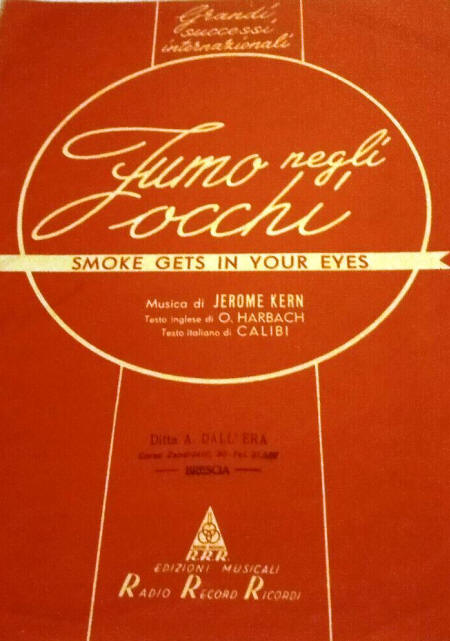 Grandi
successi
internazionali
Fumo negli
occhi
SMOKE GETS IN YOUR EYES
Musica di JEROME KERN
Testo inglese di O. HARBACH
Testo italiano di CALIBI
Ditta A. DALL'ERA
Corso
BRESCIA
R.R.R.
EDIZIONI MUSICALI
RADIO RECORD RICORDI